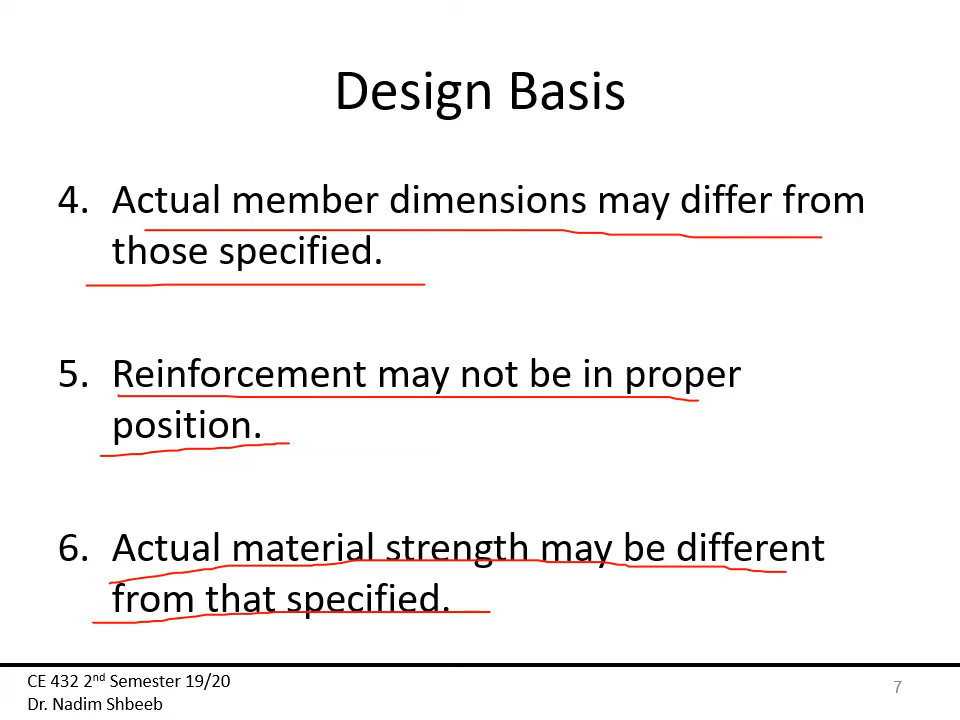 Design Basis
4. Actual member dimensions may differ from
those specified.
5. Reinforcement may not be in proper
position.
6. Actual material strength may be different
from that specified.
CE 432 2nd Semester 19/20
Dr. Nadim Shbeeb
7